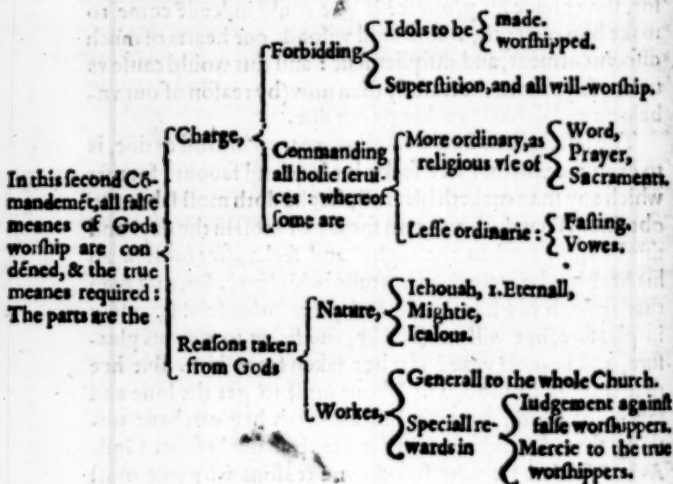 In this second Cō-
mandemēt, all false
meanes of Gods
worship are con
dēned, & the true
meanes required:
The parts are the
Charge,
Forbidding
Idols to be
made.
worshipped.
Superstition, and all will-worship.
Commanding
all holie serui-
ces : whereof
some are
More ordinary, as
religious vse of
Word,
Prayer,
Sacraments.
Lesse ordinarie :
Fasting,
Vowes.
Reasons taken
from Gods
Nature,
Iehouah, 1. Eternall,
Mightie,
Iealous.
Workes,
Generall to the whole Church.
Speciall re-
wards in
Iudgement against
false worshippers.
Mercie to the true
worshippers.